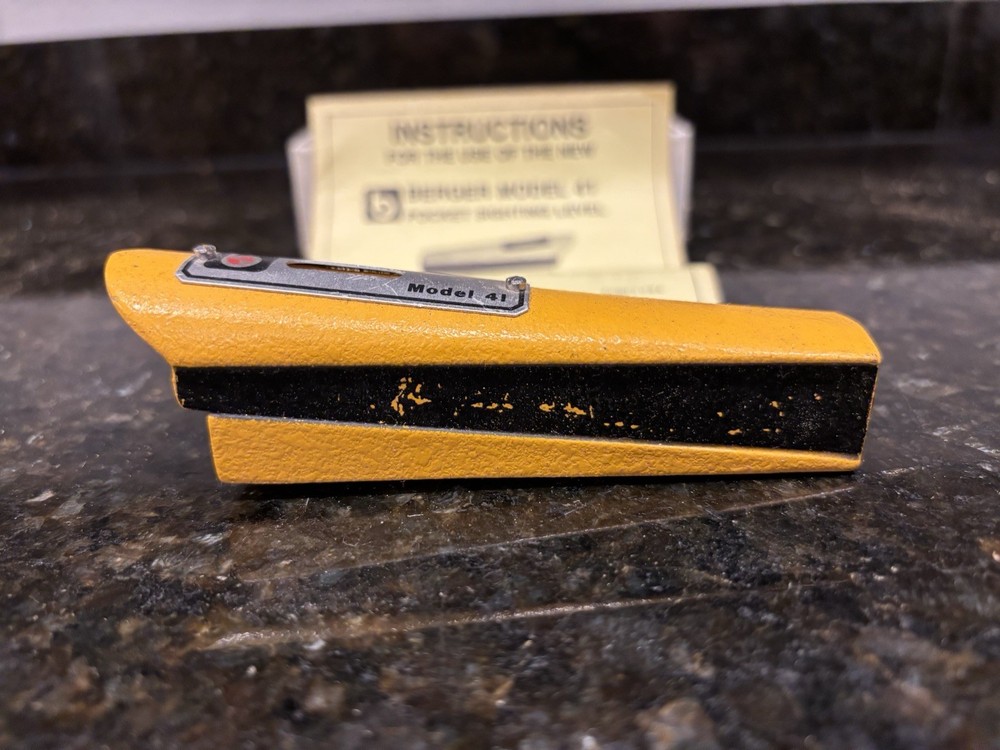 INSTRUCTIONS
FOR THE USE OF THE NEW
b BERGER MODEL 41
POCKET SIGHTING LEVEL
Model 41